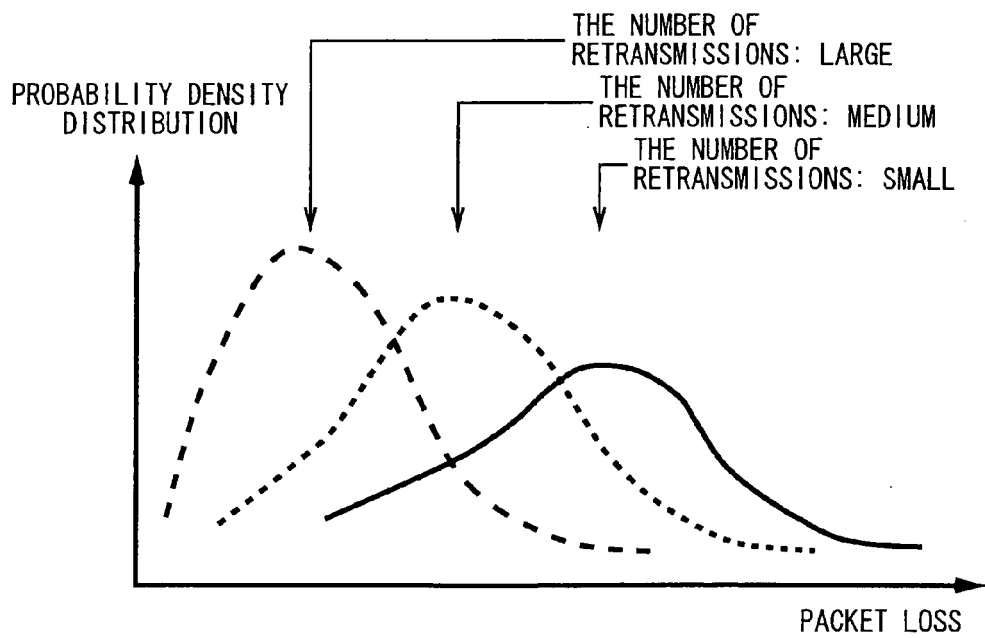 THE NUMBER OF
RETRANSMISSIONS: LARGE
THE NUMBER OF
RETRANSMISSIONS: MEDIUM
THE NUMBER OF
RETRANSMISSIONS: SMALL
PROBABILITY DENSITY
DISTRIBUTION
PACKET LOSS